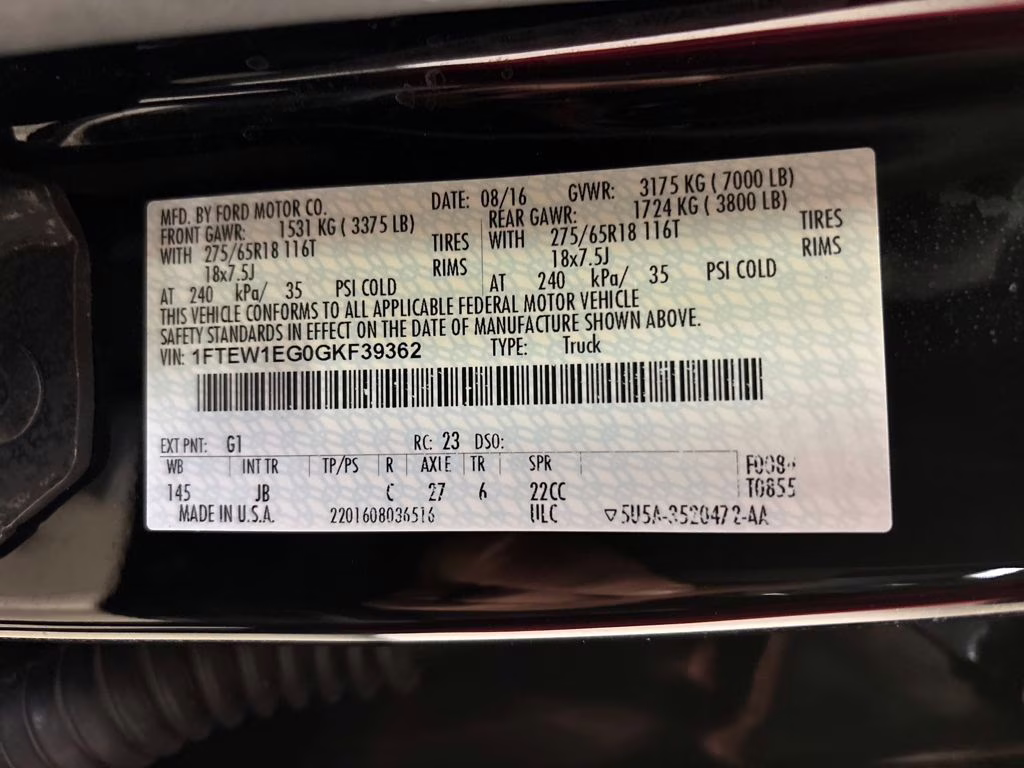 MFD. BY FORD MOTOR CO. DATE: 08/16 GVWR: 3175 KG ( 7000 LB)
FRONT GAWR: 1531 KG ( 3375 LB) REAR GAWR: 1724 KG ( 3800 LB)
WITH 275/65R18 116T TIRES WITH 275/65R18 116T TIRES
18x7.5J RIMS 18x7.5J RIMS
AT 240 kPa/ 35 PSI COLD AT 240 kPa/ 35 PSI COLD
THIS VEHICLE CONFORMS TO ALL APPLICABLE FEDERAL MOTOR VEHICLE
SAFETY STANDARDS IN EFFECT ON THE DATE OF MANUFACTURE SHOWN ABOVE.
VIN: 1FTEW1EG0GKF39362 TYPE: Truck
EXT PNT: G1 RC: 23 DSO:
WB INT TR TP/PS R AXLE TR SPR
145 JB C 27 6 22CC T0855
MADE IN U.S.A. 2201608036516 ULC ▽5U5A-3520472-AA